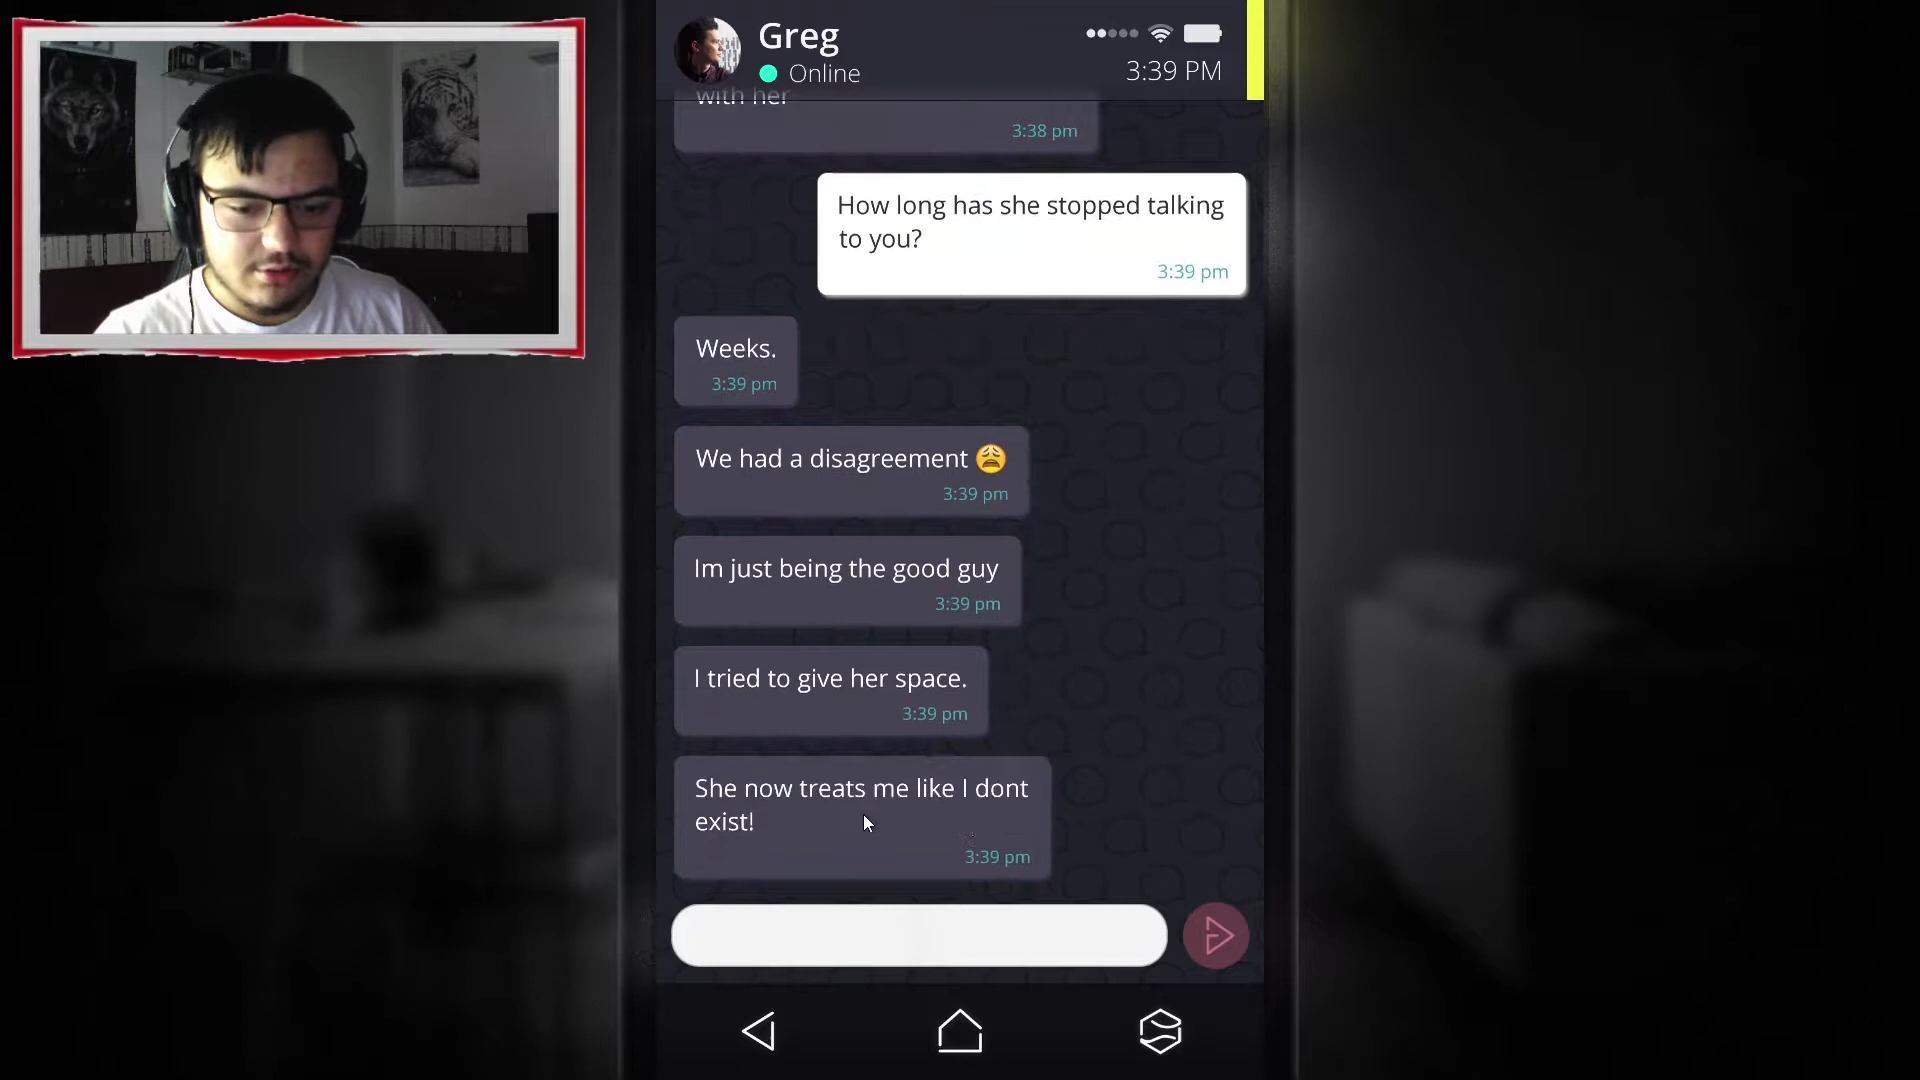 Greg
Online
3:39 PM
with her
3:38 pm
How long has she stopped talking
to you?
3:39 pm
Weeks.
3:39 pm
We had a disagreement 😩
3:39 pm
Im just being the good guy
3:39 pm
I tried to give her space.
3:39 pm
She now treats me like I dont
exist!
3:39 pm